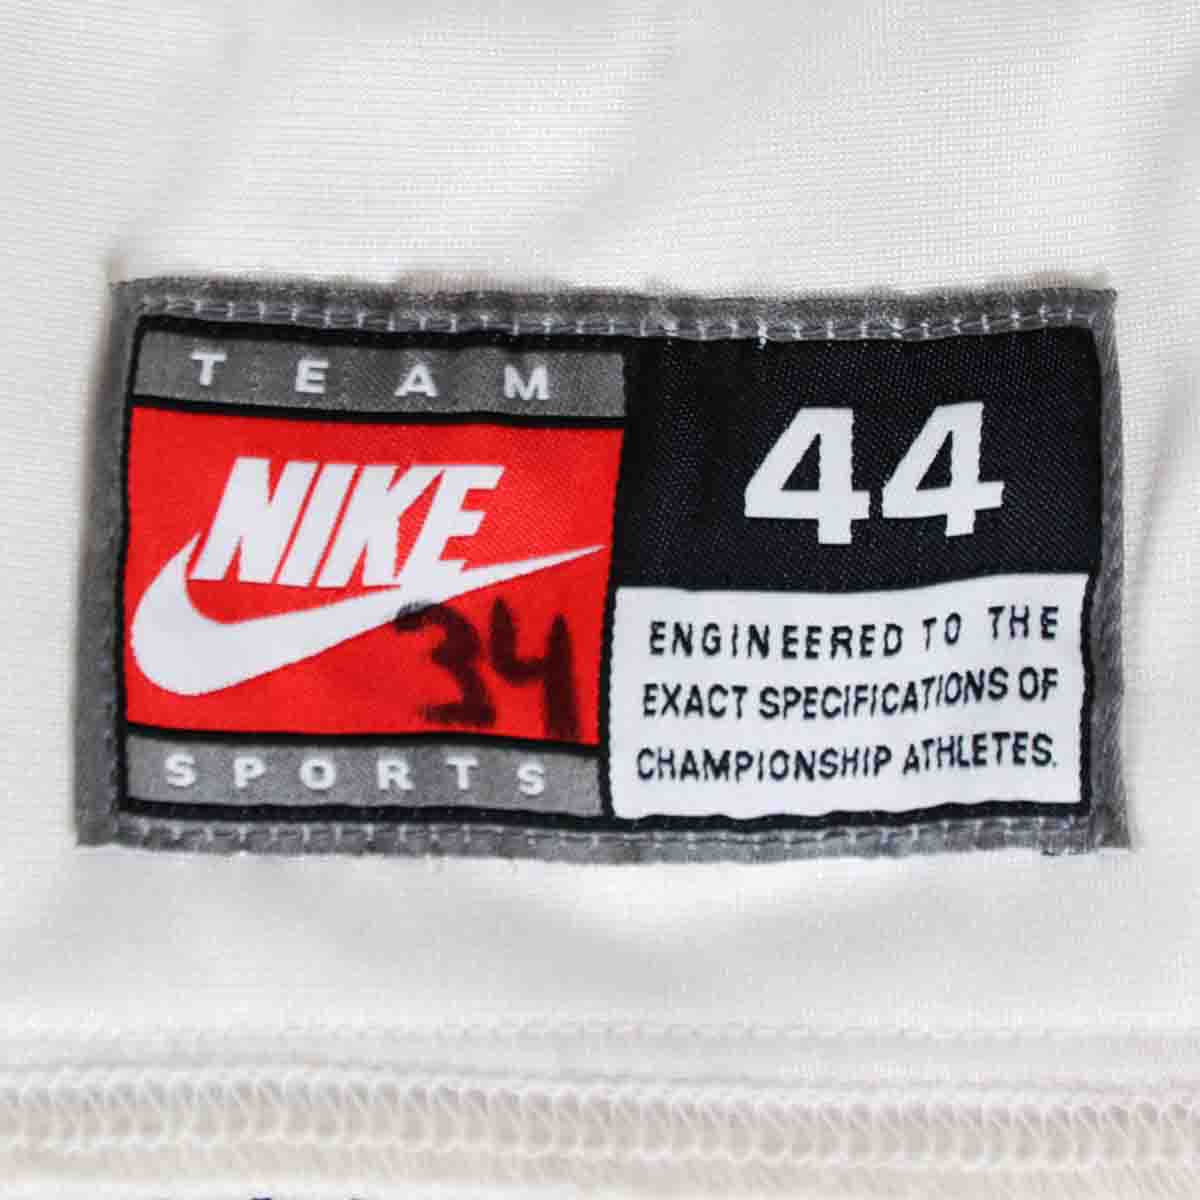 TEAM
NIKE
34
SPORTS
44
ENGINEERED TO THE
EXACT SPECIFICATIONS OF
CHAMPIONSHIP ATHLETES.